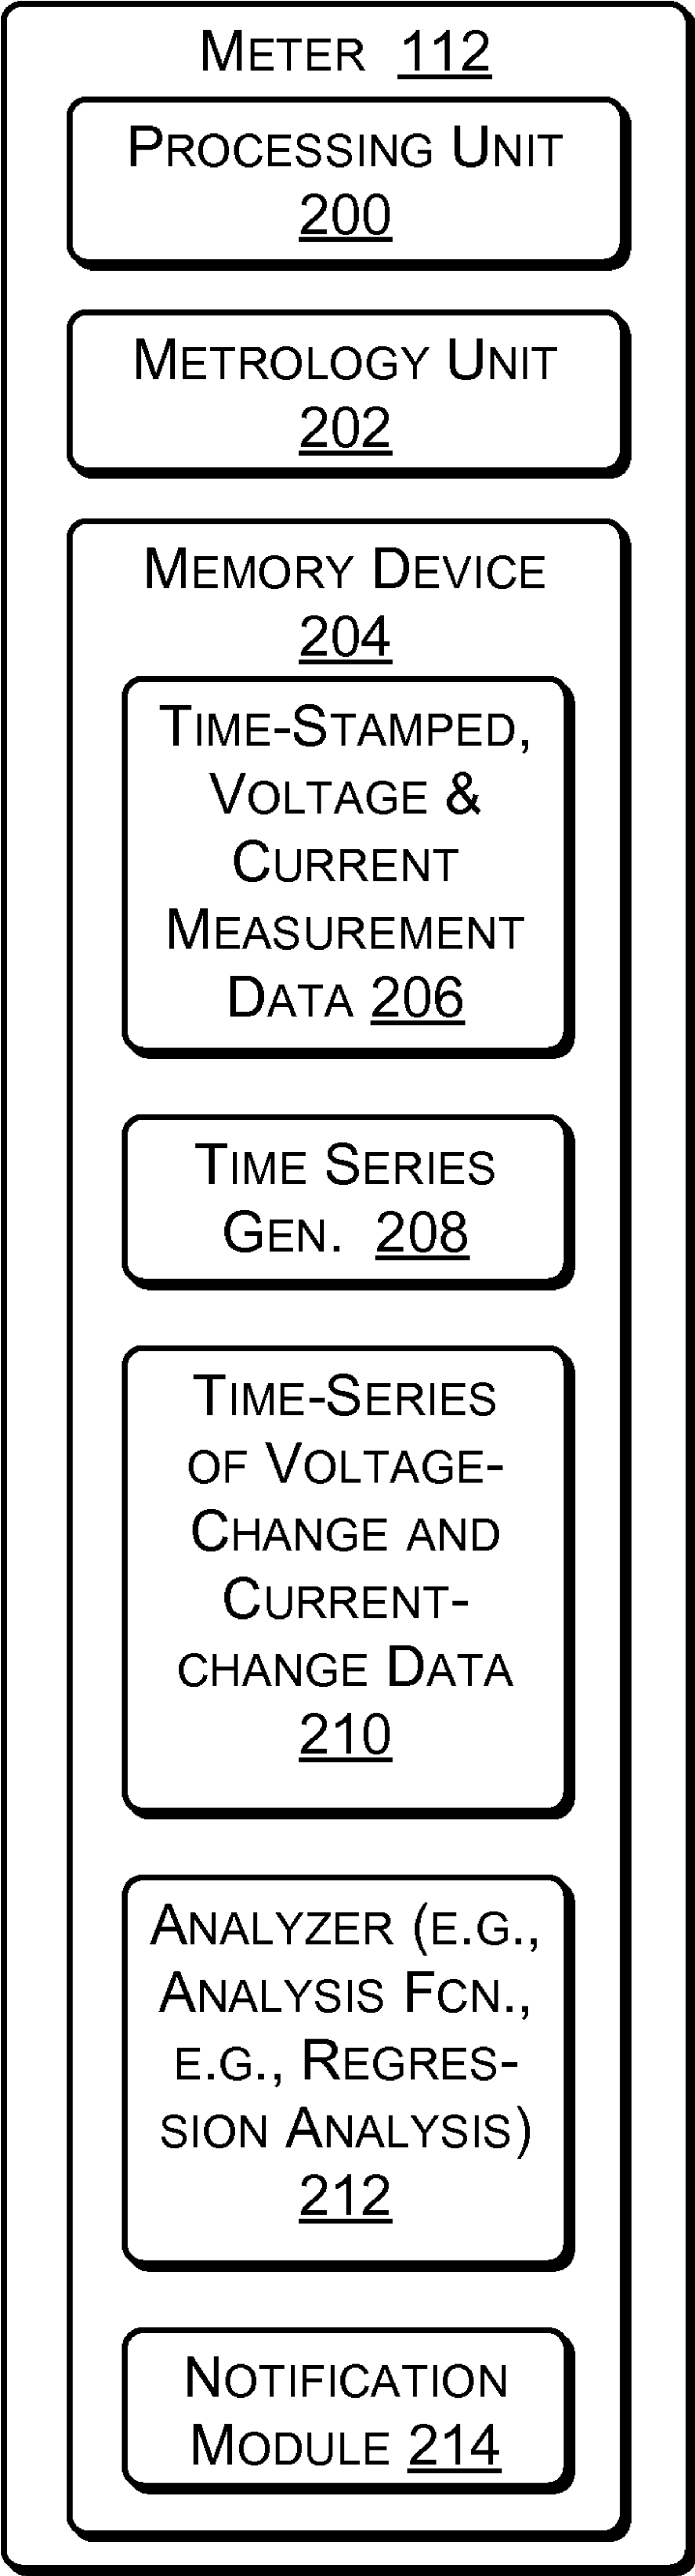 METER 112
PROCESSING UNIT
200
METROLOGY UNIT
202
MEMORY DEVICE
204
TIME-STAMPED,
VOLTAGE &
CURRENT
MEASUREMENT
DATA 206
TIME SERIES
GEN. 208
TIME-SERIES
OF VOLTAGE-
CHANGE AND
CURRENT-
CHANGE DATA
210
ANALYZER (E.G.,
ANALYSIS FCN.,
E.G., REGRES-
SION ANALYSIS)
212
NOTIFICATION
MODULE 214